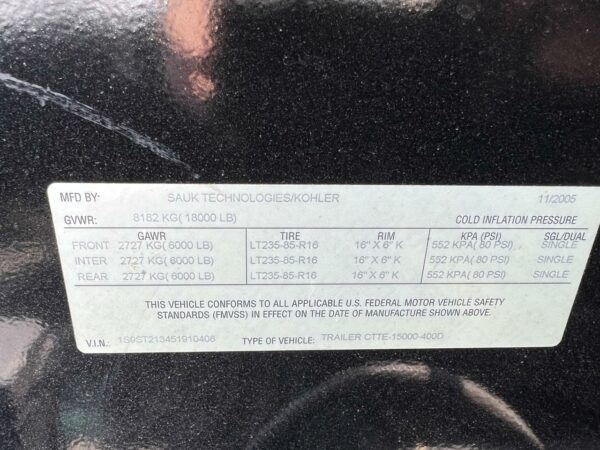 MFD BY: SAUK TECHNOLOGIES/KOHLER 11/2005
GVWR: 8182 KG( 18000 LB) COLD INFLATION PRESSURE
GAWR TIRE RIM KPA (PSI) SGL/DUAL
FRONT 2727 KG(6000 LB) LT235-85-R16 16" X 6" K 552 KPA( 80 PSI) SINGLE
INTER 2727 KG(6000 LB) LT235-85-R16 16" X 6" K 552 KPA( 80 PSI) SINGLE
REAR 2727 KG(6000 LB) LT235-85-R16 16" X 6" K 552 KPA( 80 PSI) SINGLE
THIS VEHICLE CONFORMS TO ALL APPLICABLE U.S. FEDERAL MOTOR VEHICLE SAFETY
STANDARDS (FMVSS) IN EFFECT ON THE DATE OF MANUFACTURE SHOWN ABOVE.
V.I.N.: 1S9ST213451910406 TYPE OF VEHICLE: TRAILER CTTE-15000-400D